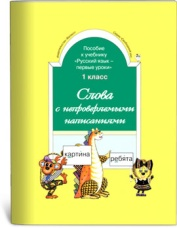 Пособие
к учебнику
«Русский язык –
первые уроки»
1 класс
Слова
с непроверяемыми
написаниями
картина
ребята